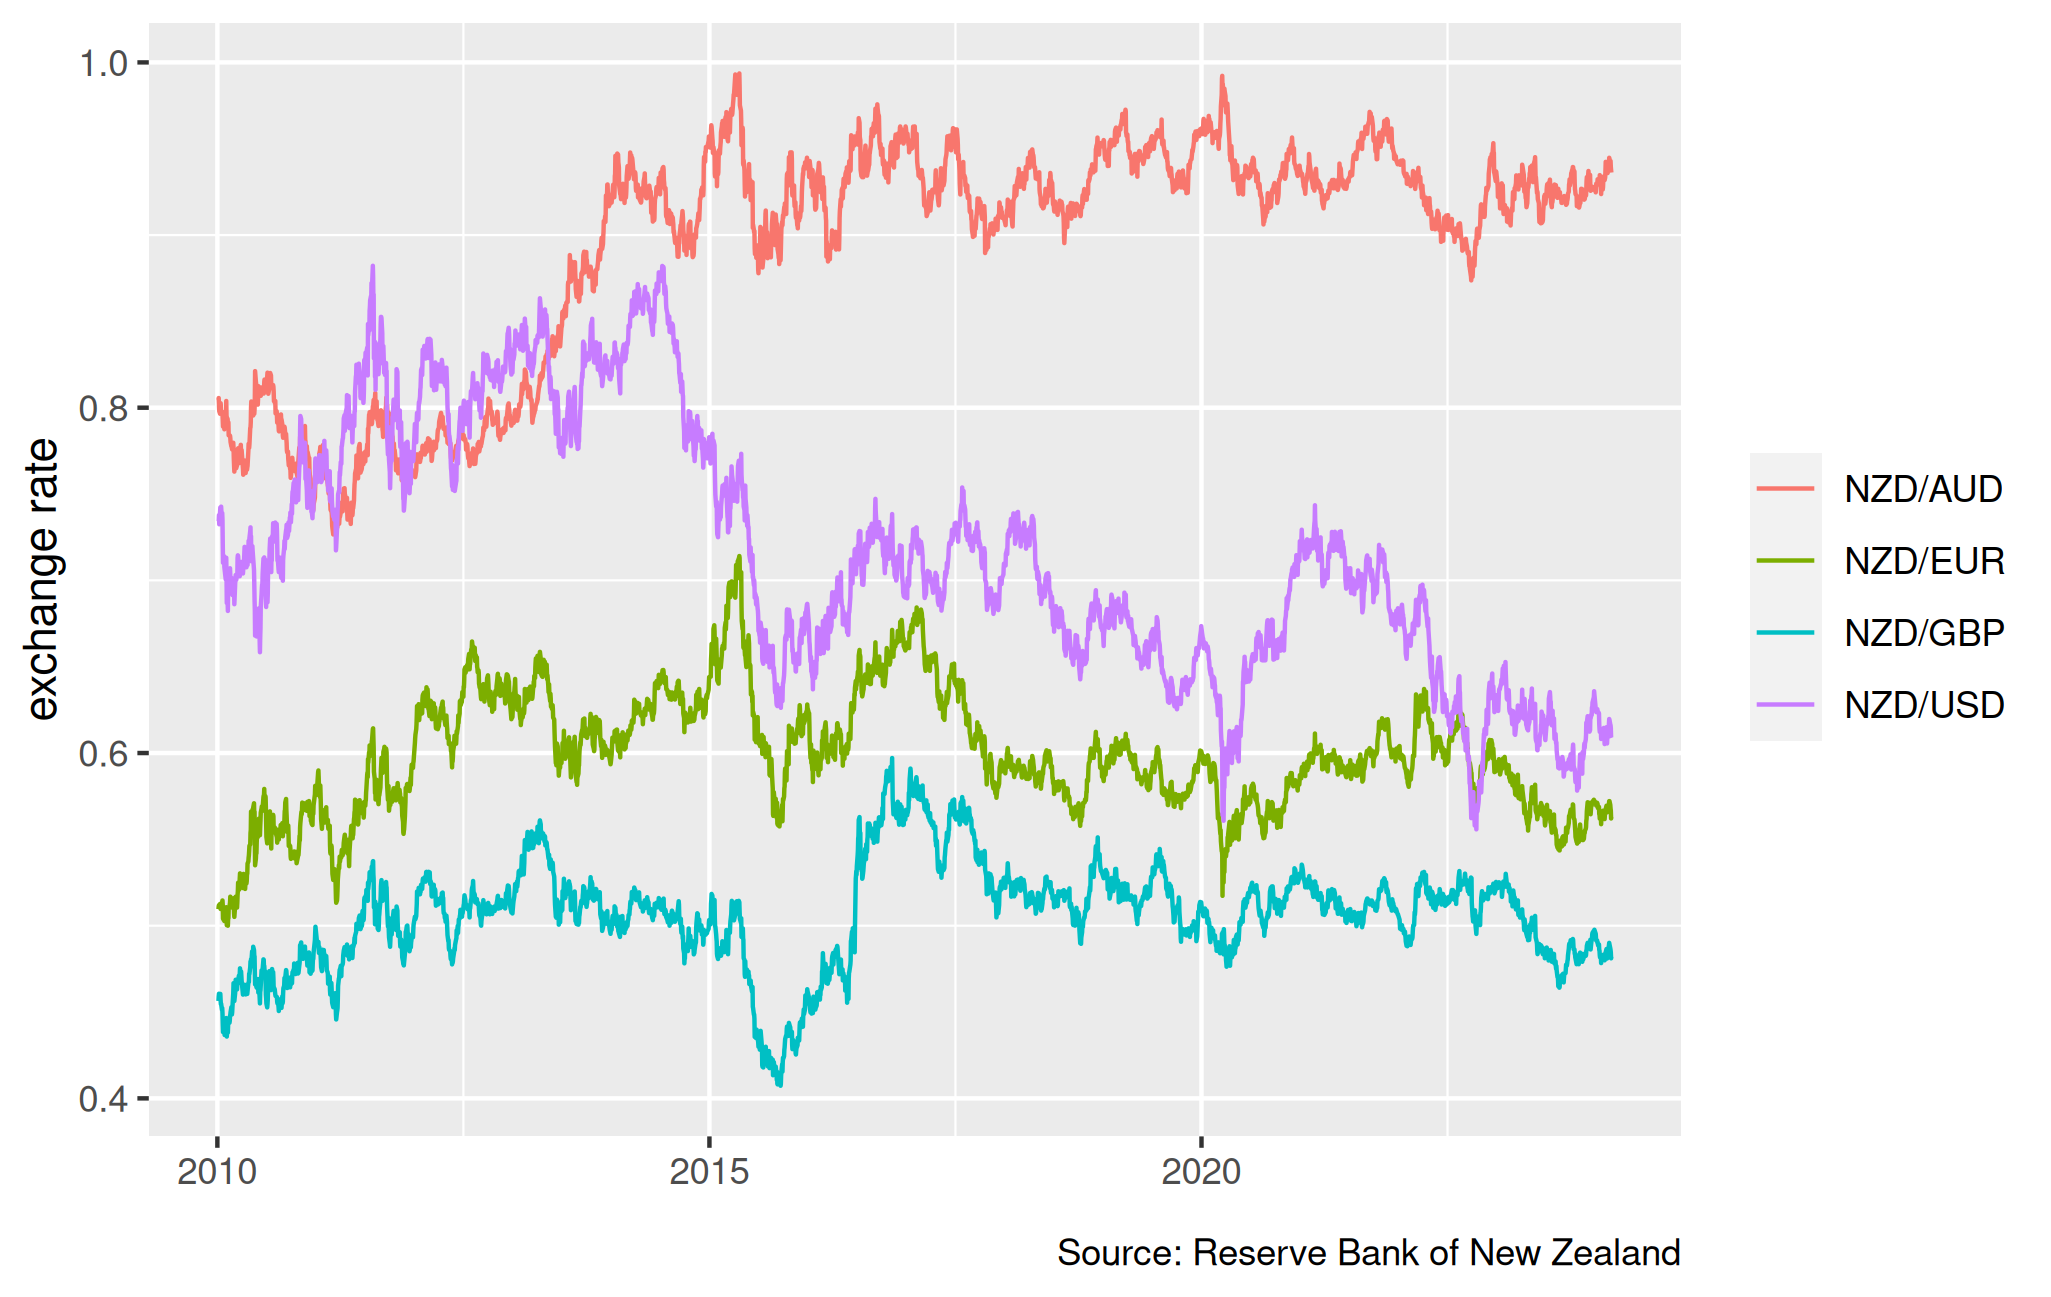 exchange rate
1.0
0.8
0.6
0.4
2010 2015 2020
NZD/AUD
NZD/EUR
NZD/GBP
NZD/USD
Source: Reserve Bank of New Zealand